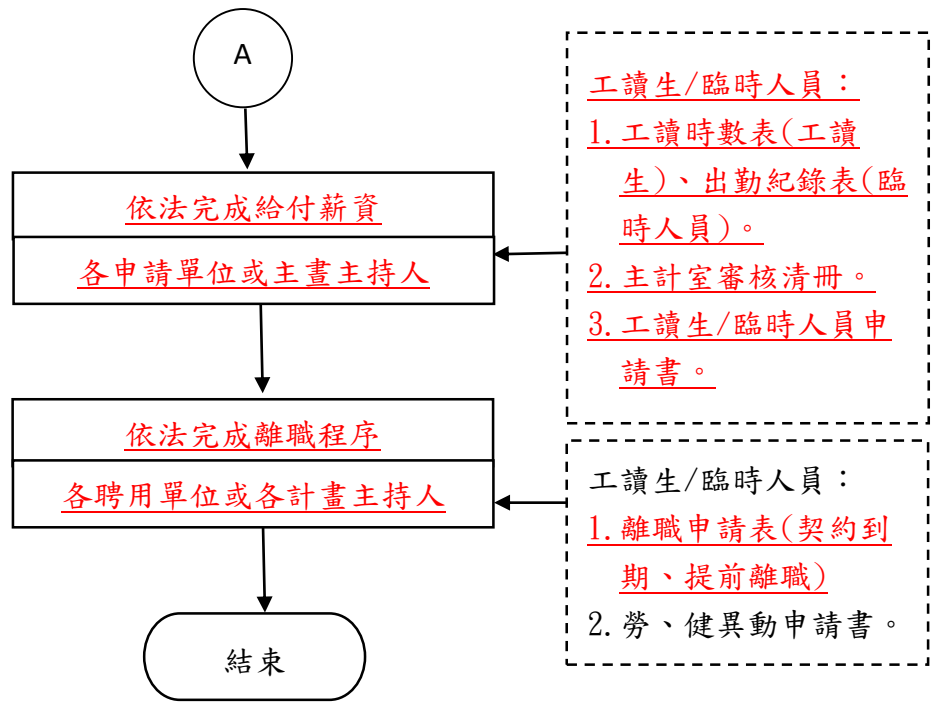 A
工讀生/臨時人員：
1.工讀時數表(工讀
生)、出勤紀錄表(臨
時人員)。
2.主計室審核清冊。
3.工讀生/臨時人員申
請書。
依法完成給付薪資
各申請單位或主畫主持人
依法完成離職程序
各聘用單位或各計畫主持人
工讀生/臨時人員：
1.離職申請表(契約到
期、提前離職)
2.勞、健異動申請書。
結束